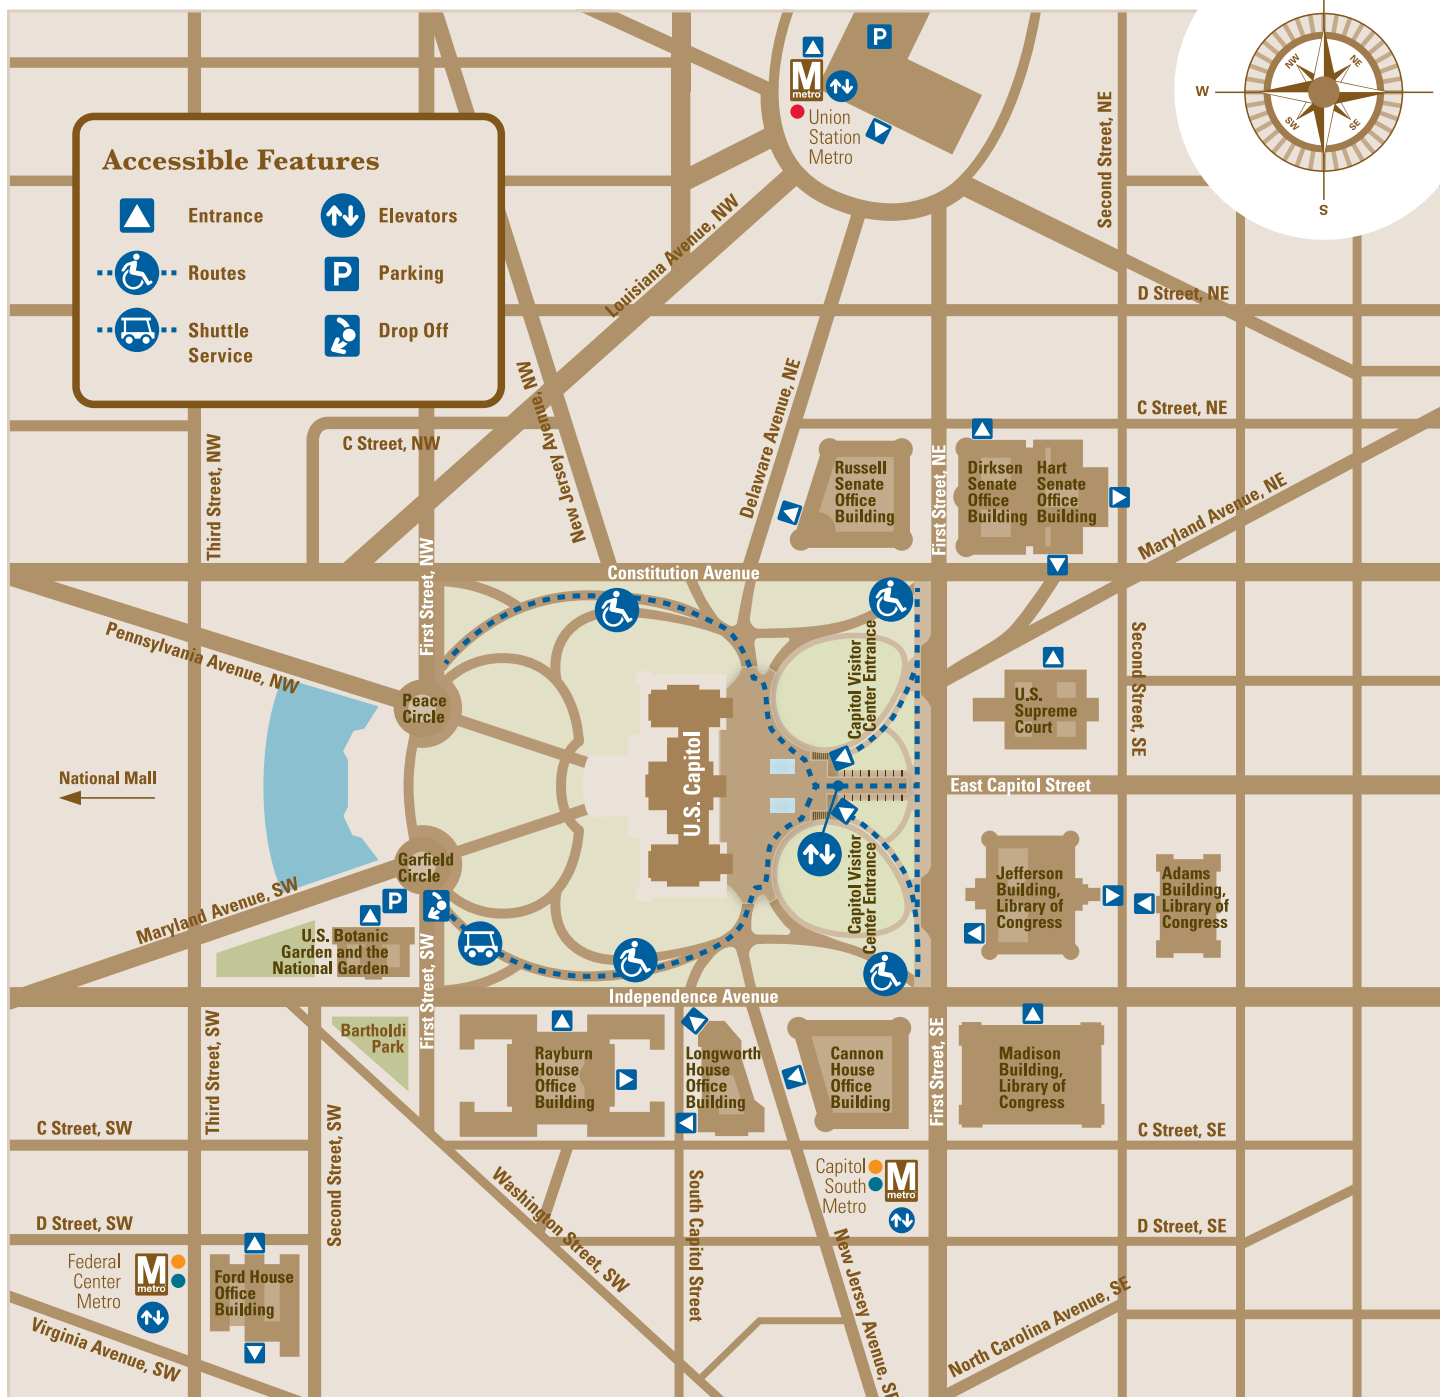 Accessible Features
Entrance
Elevators
Routes
P
Parking
Shuttle
Service
Drop Off
P
M
metro
Union
Station
Metro
NW
NE
W
SW
SE
S
Second Street, NE
Louisiana Avenue, NW
D Street, NE
New Jersey Avenue, NW
Delaware Avenue, NE
C Street, NE
C Street, NW
Third Street, NW
First Street, NW
First Street, NE
Maryland Avenue, NE
Russell
Senate
Office
Building
Dirksen
Senate
Office
Building
Hart
Senate
Office
Building
Constitution Avenue
Pennsylvania Avenue, NW
Peace
Circle
Capitol Visitor
Center Entrance
U.S.
Supreme
Court
Second Street, SE
National Mall
U.S. Capitol
East Capitol Street
Garfield
Circle
Capitol Visitor
Center Entrance
Jefferson
Building,
Library of
Congress
Adams
Building,
Library of
Congress
Maryland Avenue, SW
P
U.S. Botanic
Garden and the
National Garden
First Street, SW
Independence Avenue
Bartholdi
Park
Third Street, SW
Rayburn
House
Office
Building
Longworth
House
Office
Building
Cannon
House
Office
Building
First Street, SE
Madison
Building,
Library of
Congress
C Street, SW
Second Street, SW
C Street, SE
Washington Street, SW
South Capitol Street
Capitol
South
Metro
M
metro
New Jersey Avenue, SE
D Street, SW
D Street, SE
Federal
Center
Metro
M
metro
Ford House
Office
Building
Virginia Avenue, SW
North Carolina Avenue, SE